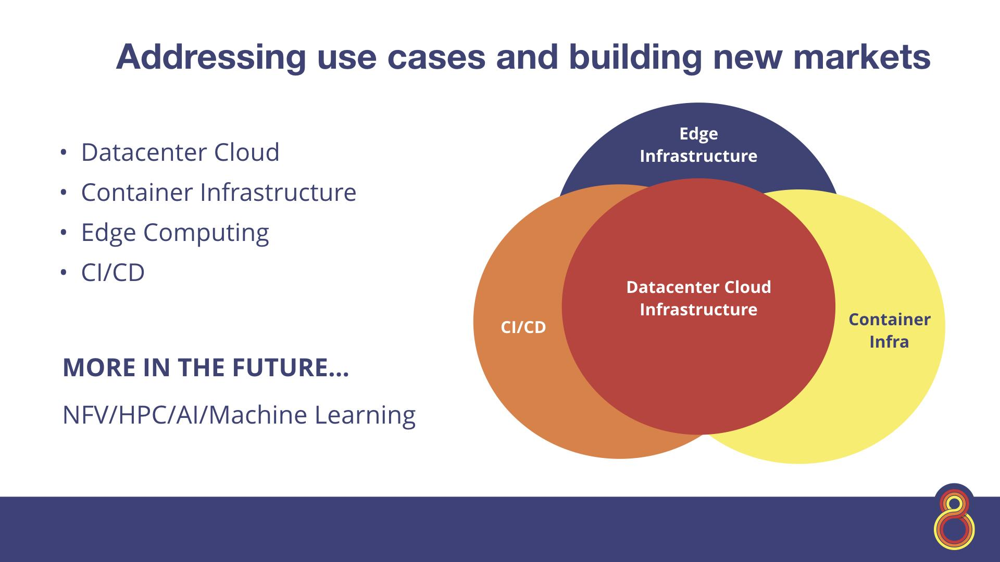 Addressing use cases and building new markets
• Datacenter Cloud
• Container Infrastructure
• Edge Computing
• CI/CD
MORE IN THE FUTURE...
NFV/HPC/AI/Machine Learning
Edge
Infrastructure
Datacenter Cloud
Infrastructure
CI/CD
Container
Infra
8